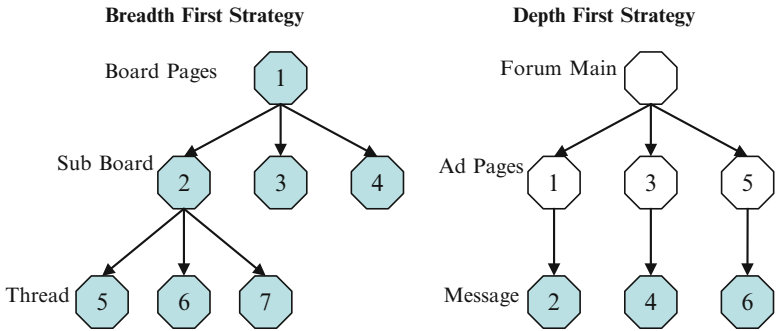 Breadth First Strategy
Board Pages
1
Sub Board
2
3
4
Thread
5
6
7
Depth First Strategy
Forum Main
Ad Pages
1
3
5
Message
2
4
6